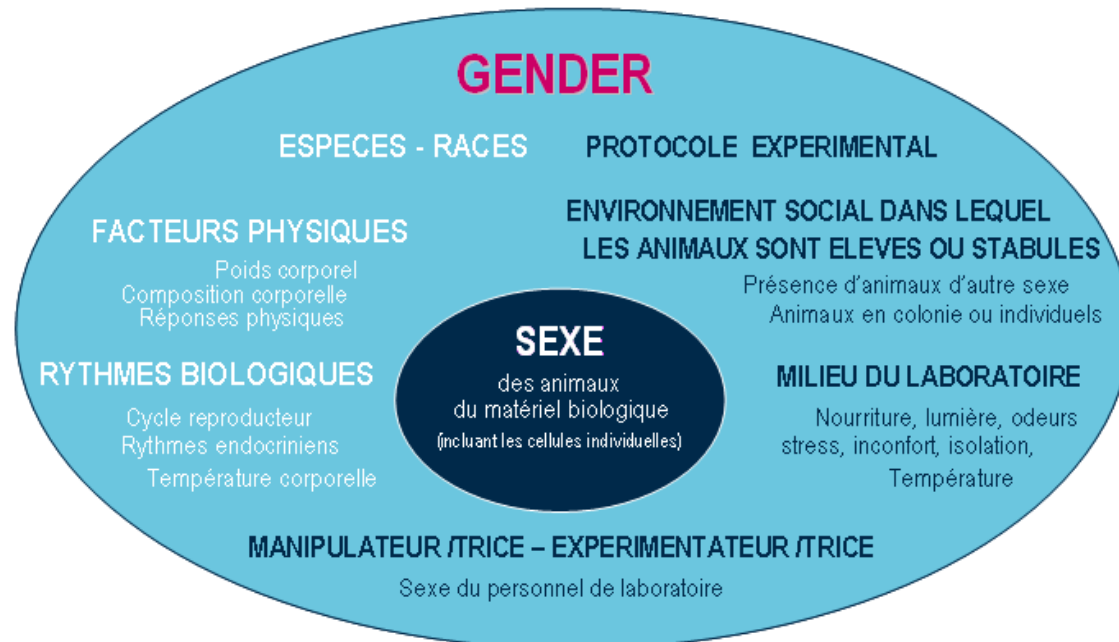 GENDER
ESPECES - RACES
PROTOCOLE EXPERIMENTAL
FACTEURS PHYSIQUES
Poids corporel
Composition corporelle
Réponses physiques
ENVIRONNEMENT SOCIAL DANS LEQUEL
LES ANIMAUX SONT ELEVES OU STABULES
Présence d'animaux d'autre sexe
Animaux en colonie ou individuels
SEXE
des animaux
du matériel biologique
(incluant les cellules individuelles)
RYTHMES BIOLOGIQUES
Cycle reproducteur
Rythmes endocriniens
Température corporelle
MILIEU DU LABORATOIRE
Nourriture, lumière, odeurs
stress, inconfort, isolation,
Température
MANIPULATEUR /TRICE – EXPERIMENTATEUR /TRICE
Sexe du personnel de laboratoire